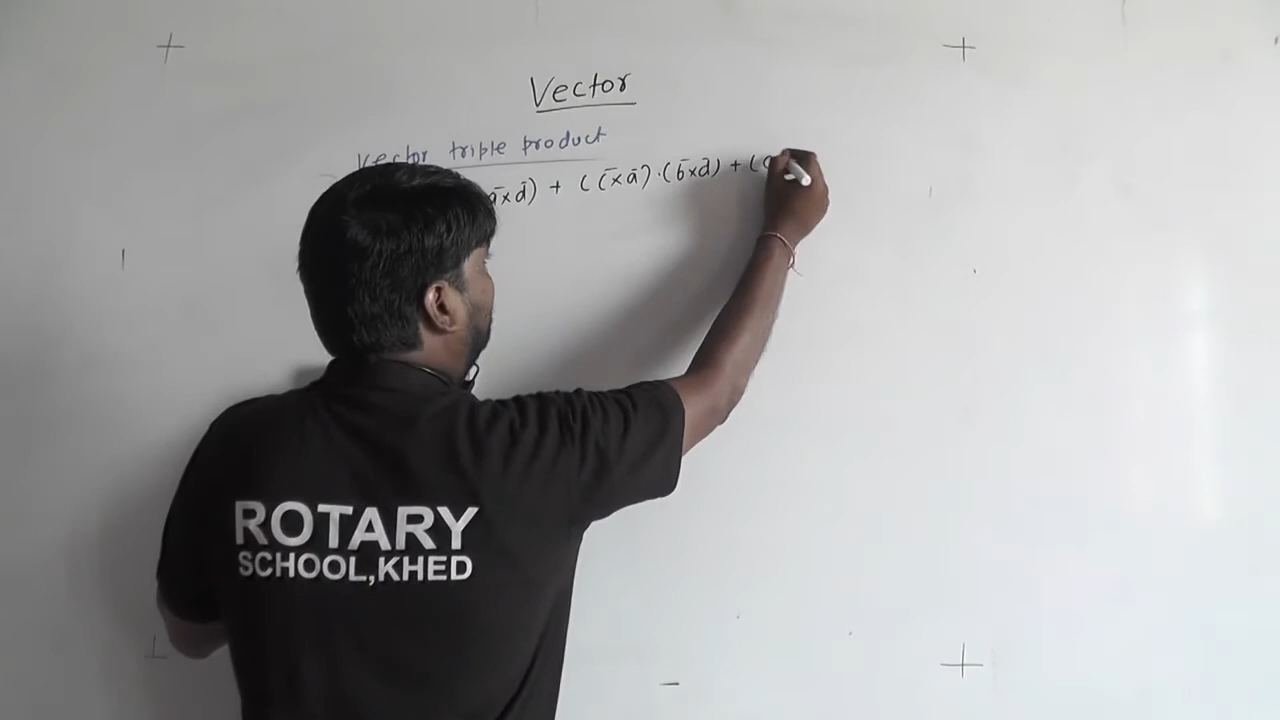 Vector
Vector triple product
ā×d̄) + (c̄×ā)·(b̄×d̄) + (
ROTARY
SCHOOL,KHED